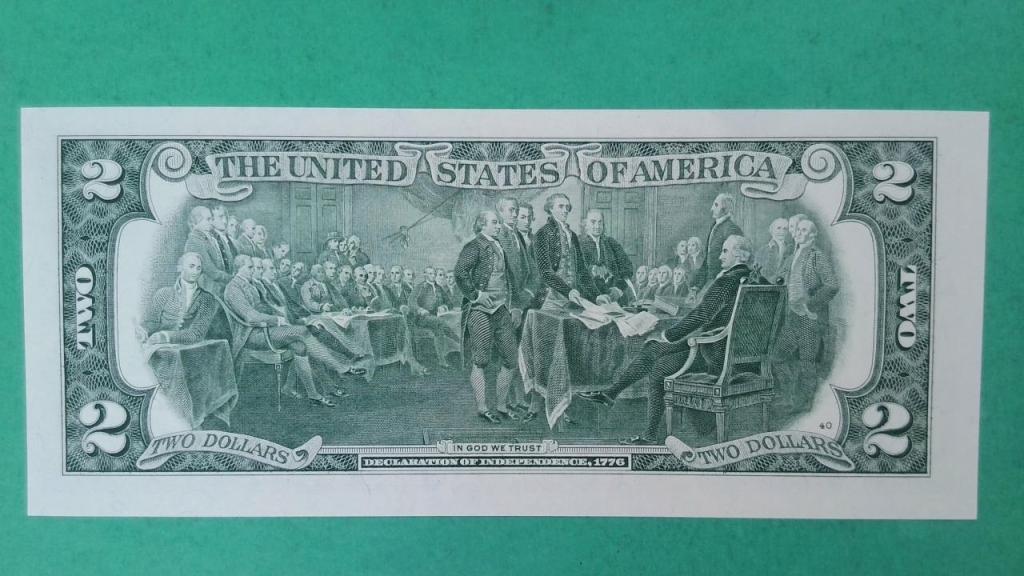 2 THE UNITED STATES OF AMERICA 2
TWO
TWO
2 2
TWO DOLLARS
IN GOD WE TRUST
DECLARATION OF INDEPENDENCE, 1776
TWO DOLLARS
40